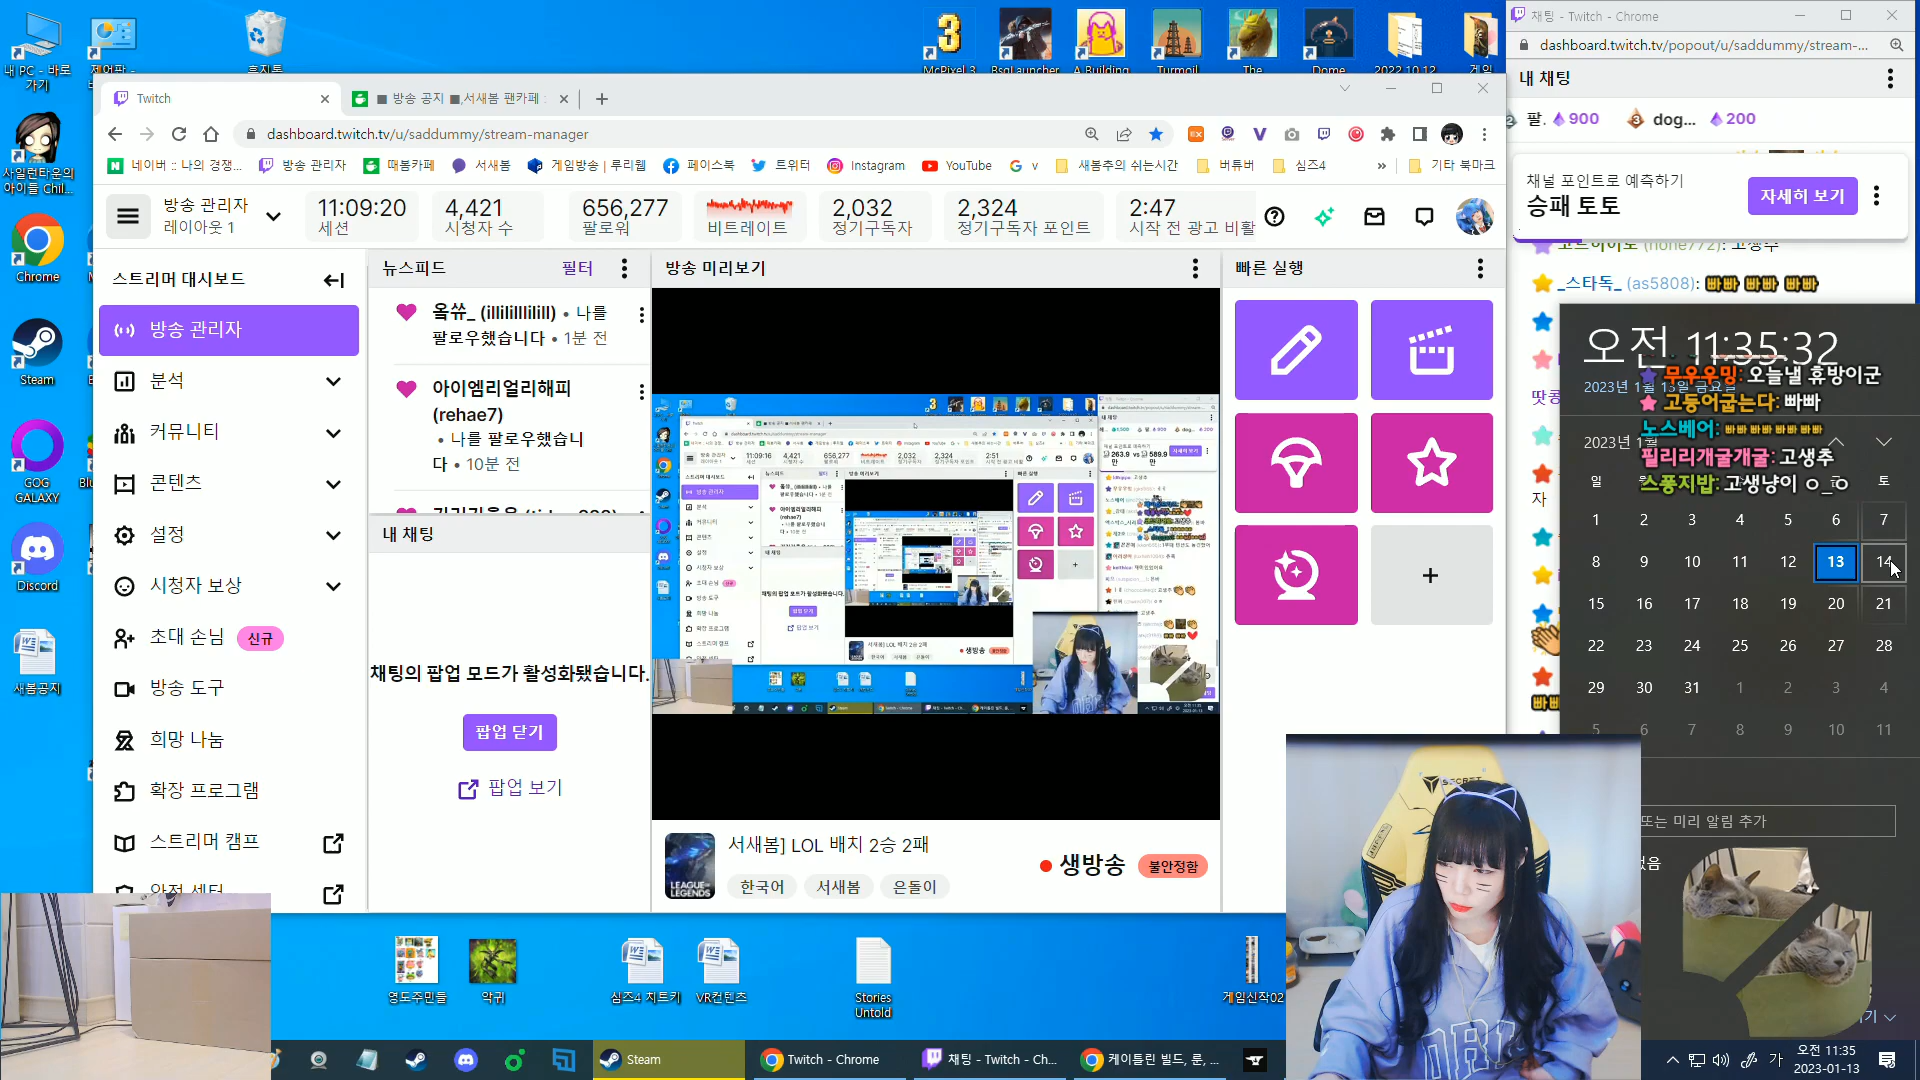 내 PC - 바로
가기
제어판 -
휴지통
McPixel 3
BsgLauncher
A Building
Turmoil
The
Dome
2022.10.12
게임
사일런타운의
아이들 Chil...
Chrome
Steam
GOG
GALAXY
Discord
새봄공지
Twitch
■ 방송 공지 ■,서새봄 팬카페 :
dashboard.twitch.tv/u/saddummy/stream-manager
네이버 :: 나의 경쟁...
방송 관리자
때봄카페
서새봄
게임방송 | 루리웹
페이스북
트위터
Instagram
YouTube
v
새봄추의 쉬는시간
버튜버
심즈4
»
기타 북마크
방송 관리자
레이아웃 1
11:09:20
세션
4,421
시청자 수
656,277
팔로워
비트레이트
2,032
정기구독자
2,324
정기구독자 포인트
2:47
시작 전 광고 비활
스트리머 대시보드
방송 관리자
분석
커뮤니티
콘텐츠
설정
시청자 보상
초대 손님 신규
방송 도구
희망 나눔
확장 프로그램
스트리머 캠프
안전 센터
뉴스피드
필터
• 나를
팔로우했습니다 • 1분 전
아이엠리얼리해피
(rehae7)
• 나를 팔로우했습니
다 • 10분 전
내 채팅
채팅의 팝업 모드가 활성화됐습니다.
팝업 닫기
팝업 보기
방송 미리보기
서새봄] LOL 배치 2승 2패
LEAGUE of
LEGENDS
한국어
서새봄
은돌이
생방송
불안정함
빠른 실행
채팅 - Twitch - Chrome
dashboard.twitch.tv/popout/u/saddummy/stream-...
내 채팅
팔. 900
dog... 200
채널 포인트로 예측하기
승패 토토
자세히 보기
_스타독_ (as5808): 빠빠 빠빠 빠빠
오전 11:35:32
2023년 1월 13일 금요일
무우우밍: 오늘낼 휴방이군
고등어굽는다: 빠빠
노스베어: 빠빠빠빠빠빠
필리리개굴개굴: 고생추
스퐁지밥: 고생냥이 ㅇ_ㅇ
2023년 1월
일
토
1 2 3 4 5 6 7
8 9 10 11 12 13 14
15 16 17 18 19 20 21
22 23 24 25 26 27 28
29 30 31 1 2 3 4
5 6 7 8 9 10 11
또는 미리 알림 추가
없음
SECRET
영도주민들
악귀
심즈4 치트키
VR컨텐츠
Stories
Untold
게임신작02
Steam
Twitch - Chrome
채팅 - Twitch - Ch...
케이틀린 빌드, 룬, ...
가
오전 11:35
2023-01-13